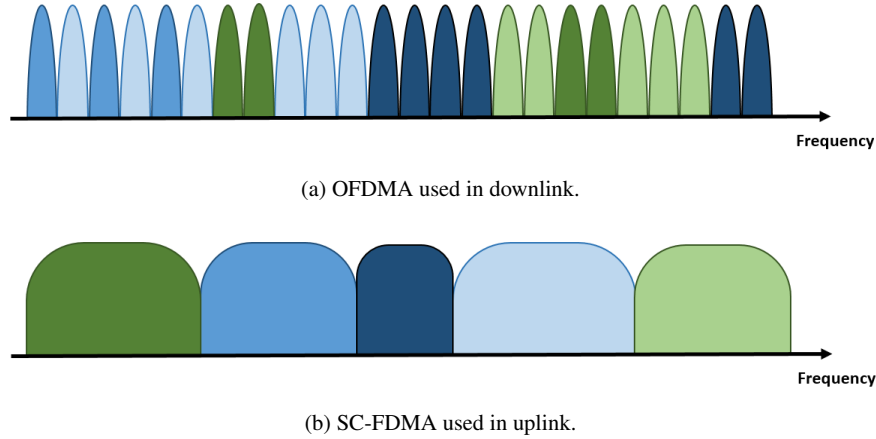 Frequency
(a) OFDMA used in downlink.
Frequency
(b) SC-FDMA used in uplink.